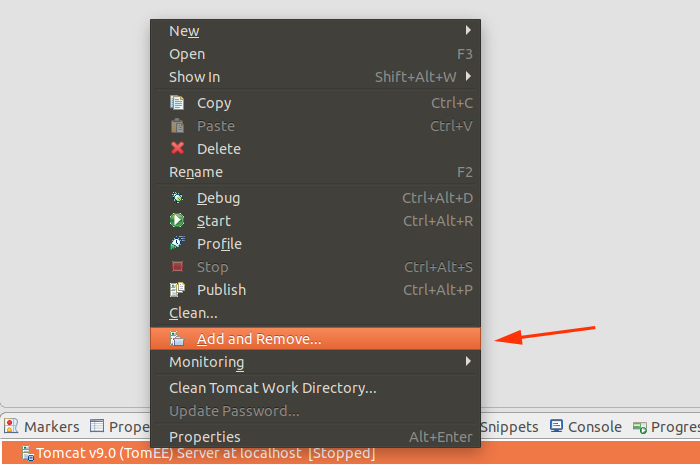 New
Open F3
Show In Shift+Alt+W
Copy Ctrl+C
Paste Ctrl+V
Delete
Rename F2
Debug Ctrl+Alt+D
Start Ctrl+Alt+R
Profile
Stop Ctrl+Alt+S
Publish Ctrl+Alt+P
Clean...
Add and Remove...
Monitoring
Clean Tomcat Work Directory...
Update Password...
Properties Alt+Enter
Markers Prope Snippets Console Progres
Tomcat v9.0 (TomEE) Server at localhost [Stopped]